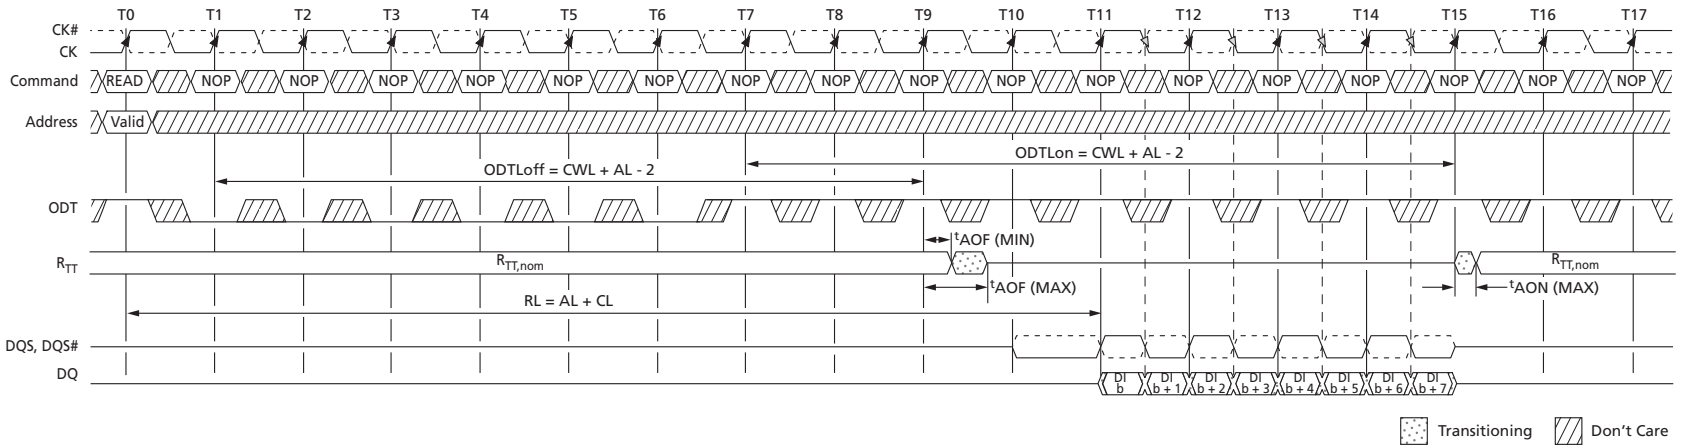 T0 T1 T2 T3 T4 T5 T6 T7 T8 T9 T10 T11 T12 T13 T14 T15 T16 T17
CK#
CK
Command READ NOP NOP NOP NOP NOP NOP NOP NOP NOP NOP NOP NOP NOP NOP NOP NOP NOP
Address Valid
ODTLon = CWL + AL - 2
ODTLoff = CWL + AL - 2
ODT
tAOF (MIN)
RTT RTT,nom RTT,nom
tAOF (MAX) tAON (MAX)
RL = AL + CL
DQS, DQS#
DQ
DI b DI b + 1 DI b + 2 DI b + 3 DI b + 4 DI b + 5 DI b + 6 DI b + 7
Transitioning Don't Care